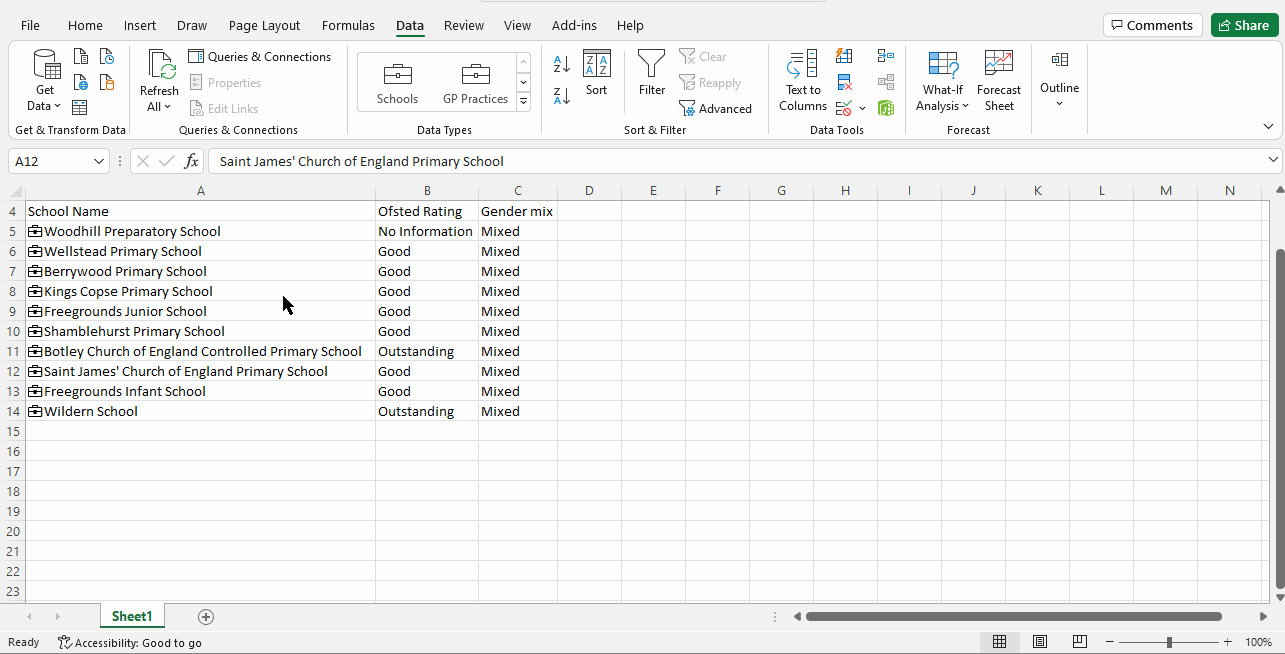 File Home Insert Draw Page Layout Formulas Data Review View Add-ins Help Comments Share
Get Data
Get & Transform Data
Refresh All
Queries & Connections
Properties
Edit Links
Queries & Connections
Schools GP Practices
Data Types
A Z
Z A
Z A A Z
Sort
Filter
Clear
Reapply
Advanced
Sort & Filter
Text to Columns
Data Tools
What-If Analysis
Forecast Sheet
Forecast
Outline
A12 fx Saint James' Church of England Primary School
A B C D E F G H I J K L M N
4 School Name Ofsted Rating Gender mix
5 Woodhill Preparatory School No Information Mixed
6 Wellstead Primary School Good Mixed
7 Berrywood Primary School Good Mixed
8 Kings Copse Primary School Good Mixed
9 Freegrounds Junior School Good Mixed
10 Shamblehurst Primary School Good Mixed
11 Botley Church of England Controlled Primary School Outstanding Mixed
12 Saint James' Church of England Primary School Good Mixed
13 Freegrounds Infant School Good Mixed
14 Wildern School Outstanding Mixed
15
16
17
18
19
20
21
22
23
Sheet1
Ready Accessibility: Good to go 100%